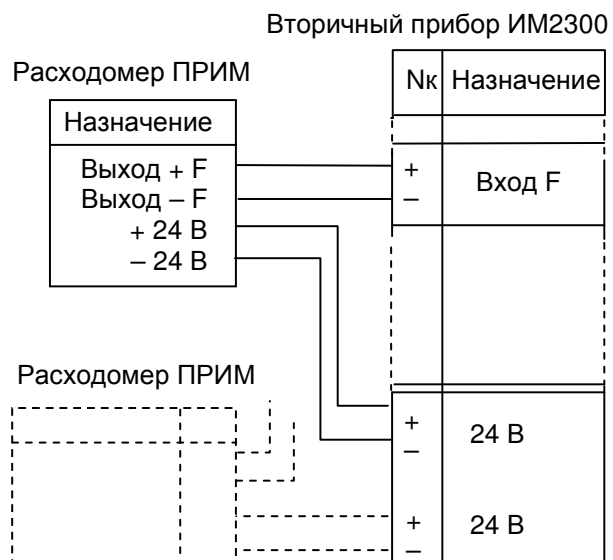 Вторичный прибор ИМ2300
Расходомер ПРИМ
Nк Назначение
Назначение
Выход + F
Выход – F
+ 24 В
– 24 В
+
–
Вход F
Расходомер ПРИМ
+
–
24 В
+
–
24 В